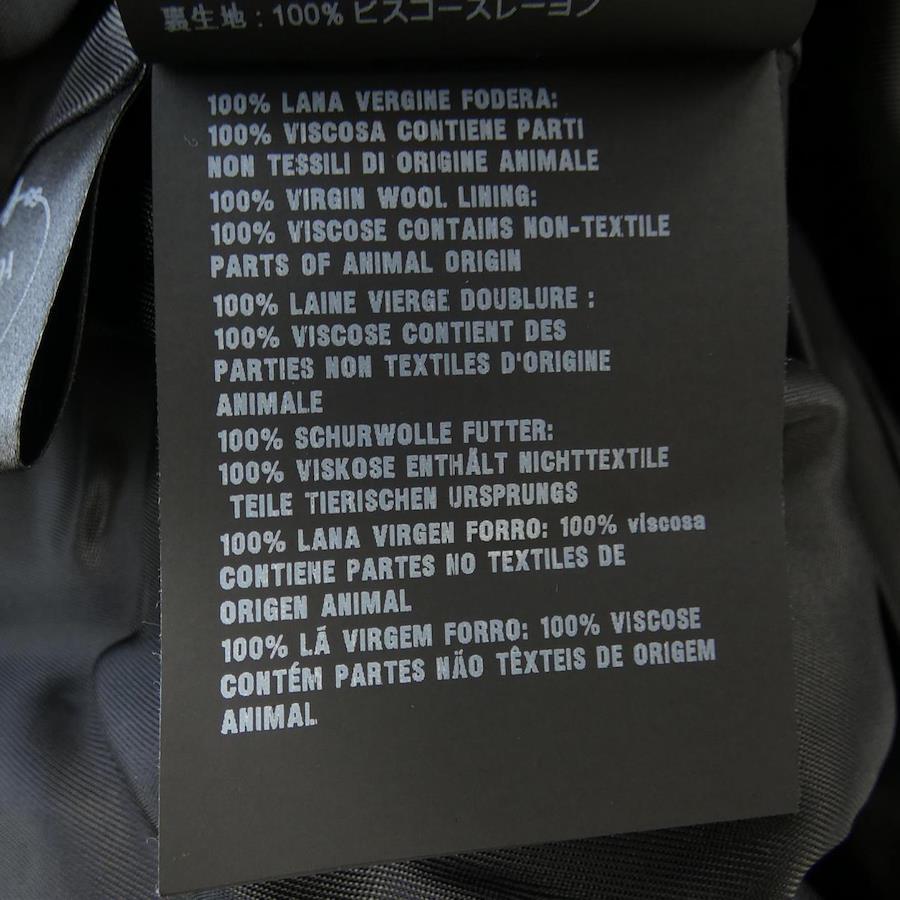 裏生地：100% ビスコースレーヨン
100% LANA VERGINE FODERA:
100% VISCOSA CONTIENE PARTI
NON TESSILI DI ORIGINE ANIMALE
100% VIRGIN WOOL LINING:
100% VISCOSE CONTAINS NON-TEXTILE
PARTS OF ANIMAL ORIGIN
100% LAINE VIERGE DOUBLURE :
100% VISCOSE CONTIENT DES
PARTIES NON TEXTILES D'ORIGINE
ANIMALE
100% SCHURWOLLE FUTTER:
100% VISKOSE ENTHÄLT NICHTTEXTILE
TEILE TIERISCHEN URSPRUNGS
100% LANA VIRGEN FORRO: 100% viscosa
CONTIENE PARTES NO TEXTILES DE
ORIGEN ANIMAL
100% LÃ VIRGEM FORRO: 100% VISCOSE
CONTÉM PARTES NÃO TÊXTEIS DE ORIGEM
ANIMAL